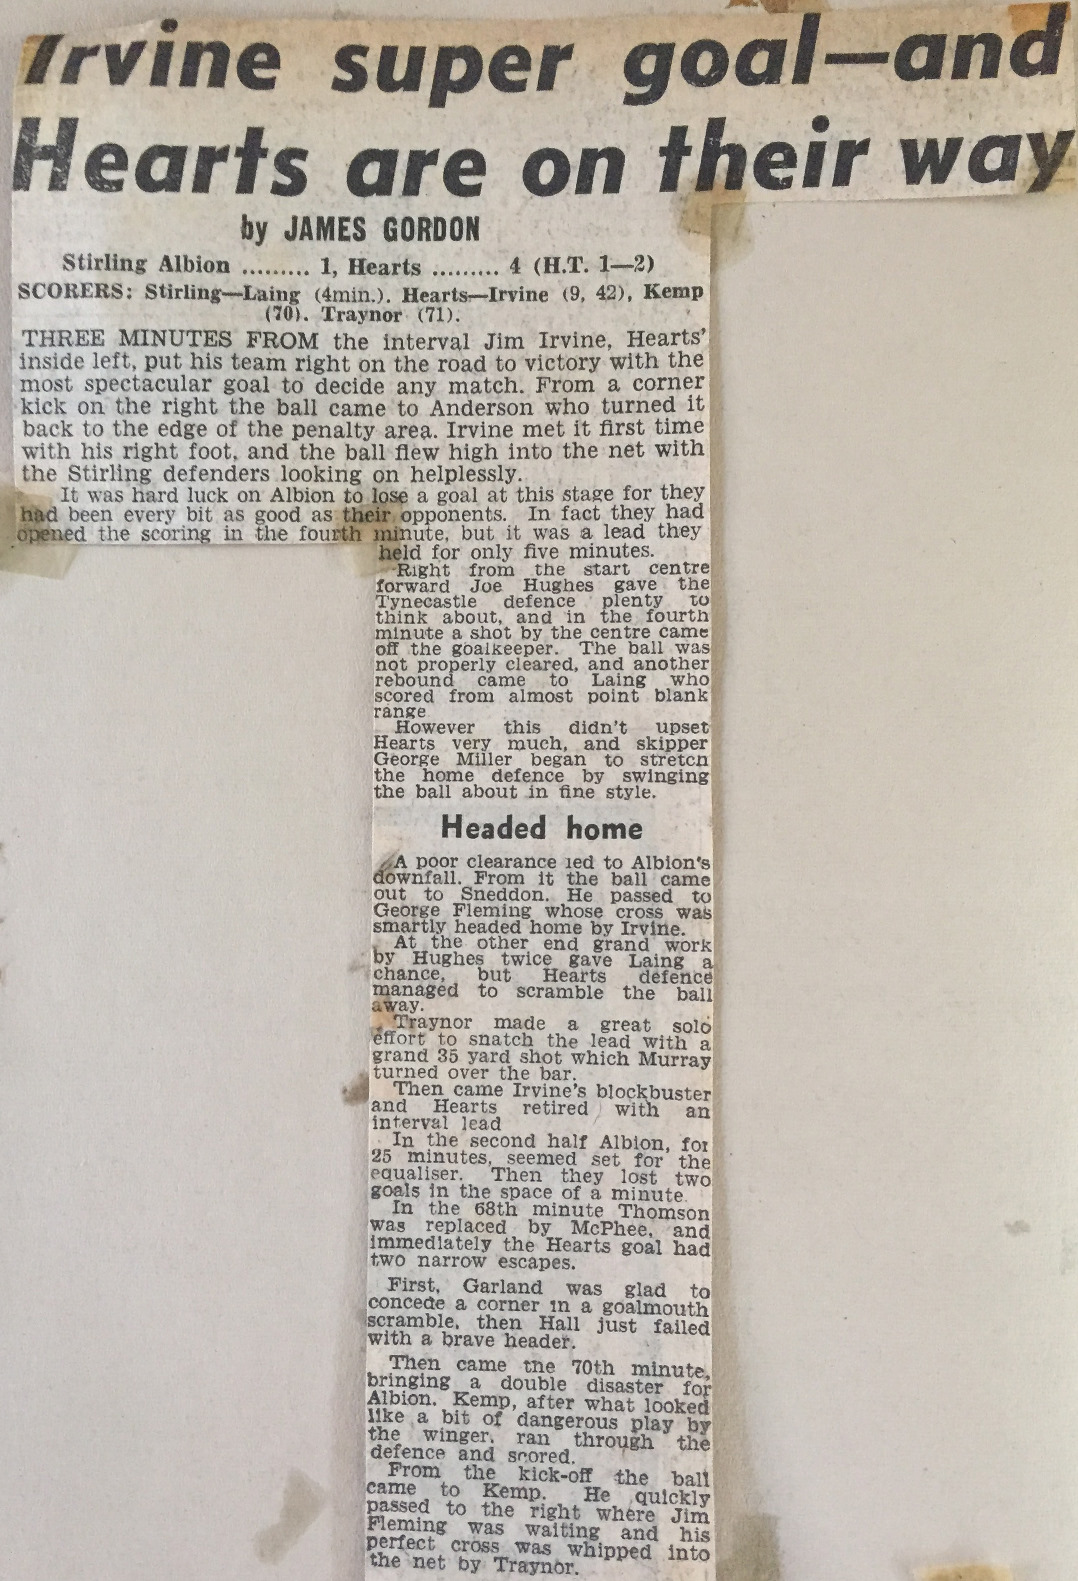 Irvine super goal—and
Hearts are on their way
by JAMES GORDON
Stirling Albion ......... 1, Hearts ......... 4 (H.T. 1—2)
SCORERS: Stirling—Laing (4min.). Hearts—Irvine (9, 42), Kemp
(70). Traynor (71).
THREE MINUTES FROM the interval Jim Irvine, Hearts'
inside left, put his team right on the road to victory with the
most spectacular goal to decide any match. From a corner
kick on the right the ball came to Anderson who turned it
back to the edge of the penalty area. Irvine met it first time
with his right foot, and the ball flew high into the net with
the Stirling defenders looking on helplessly.
It was hard luck on Albion to lose a goal at this stage for they
had been every bit as good as their opponents. In fact they had
opened the scoring in the fourth minute, but it was a lead they
held for only five minutes.
Right from the start centre
forward Joe Hughes gave the
Tynecastle defence plenty to
think about, and in the fourth
minute a shot by the centre came
off the goalkeeper. The ball was
not properly cleared, and another
rebound came to Laing who
scored from almost point blank
range
However this didn't upset
Hearts very much, and skipper
George Miller began to stretch
the home defence by swinging
the ball about in fine style.
Headed home
A poor clearance led to Albion's
downfall. From it the ball came
out to Sneddon. He passed to
George Fleming whose cross was
smartly headed home by Irvine.
At the other end grand work
by Hughes twice gave Laing a
chance, but Hearts defence
managed to scramble the ball
away.
Traynor made a great solo
effort to snatch the lead with a
grand 35 yard shot which Murray
turned over the bar.
Then came Irvine's blockbuster
and Hearts retired with an
interval lead
In the second half Albion, for
25 minutes, seemed set for the
equaliser. Then they lost two
goals in the space of a minute.
In the 68th minute Thomson
was replaced by McPhee, and
immediately the Hearts goal had
two narrow escapes.
First, Garland was glad to
concede a corner in a goalmouth
scramble, then Hall just failed
with a brave header.
Then came the 70th minute,
bringing a double disaster for
Albion. Kemp, after what looked
like a bit of dangerous play by
the winger, ran through the
defence and scored.
From the kick-off the ball
came to Kemp. He quickly
passed to the right where Jim
Fleming was waiting and his
perfect cross was whipped into
the net by Traynor.